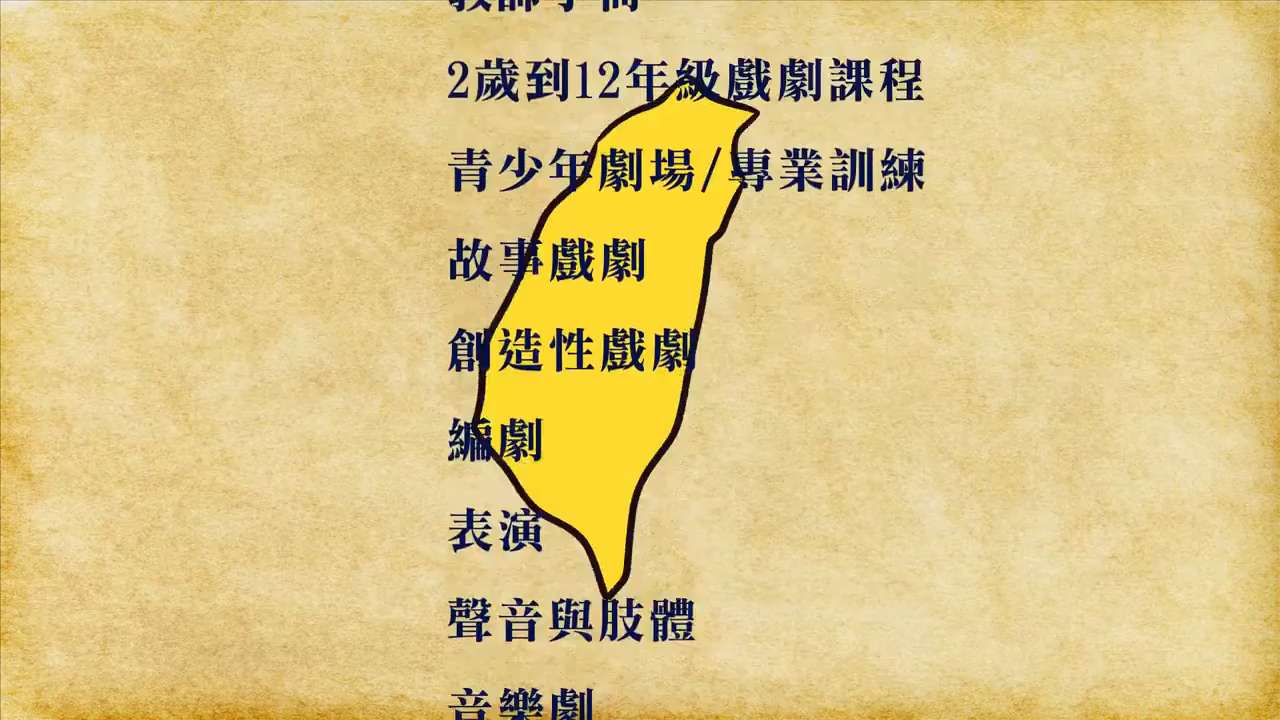 2歲到12年級戲劇課程
青少年劇場/專業訓練
故事戲劇
創造性戲劇
編劇
表演
聲音與肢體
音樂劇